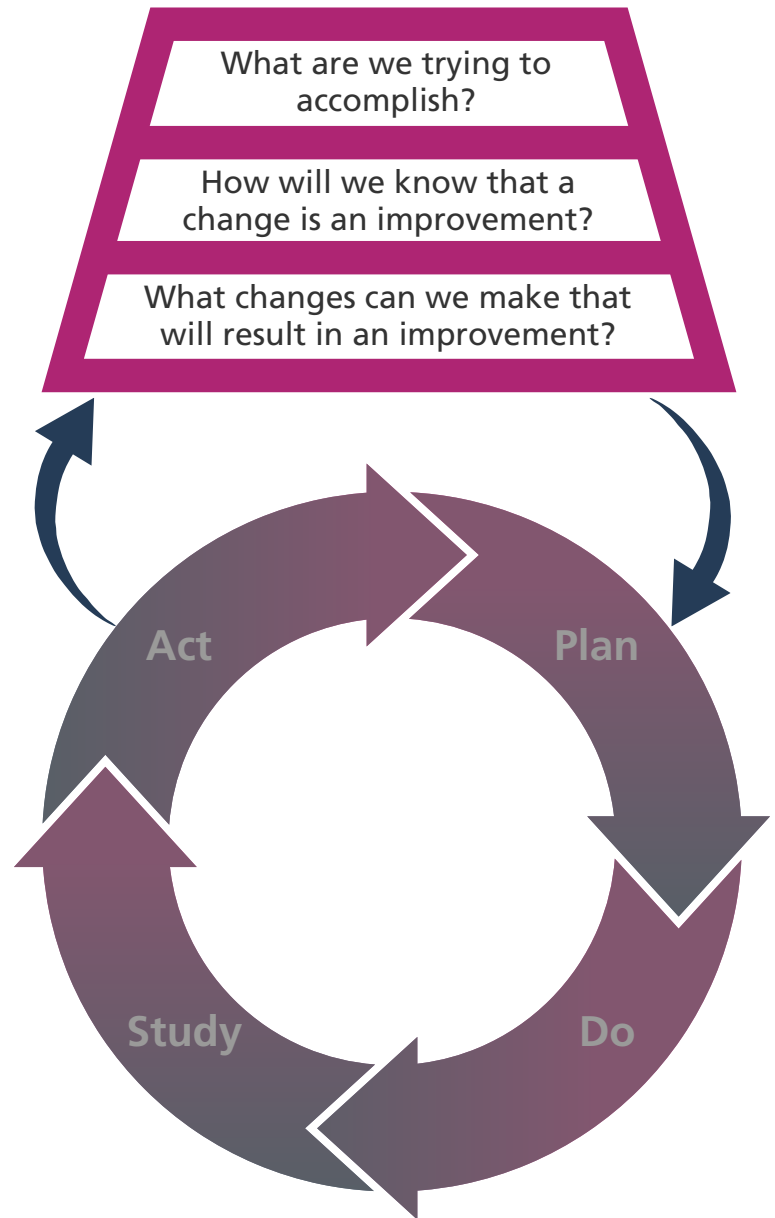 What are we trying to
accomplish?
How will we know that a
change is an improvement?
What changes can we make that
will result in an improvement?
Act
Plan
Study
Do